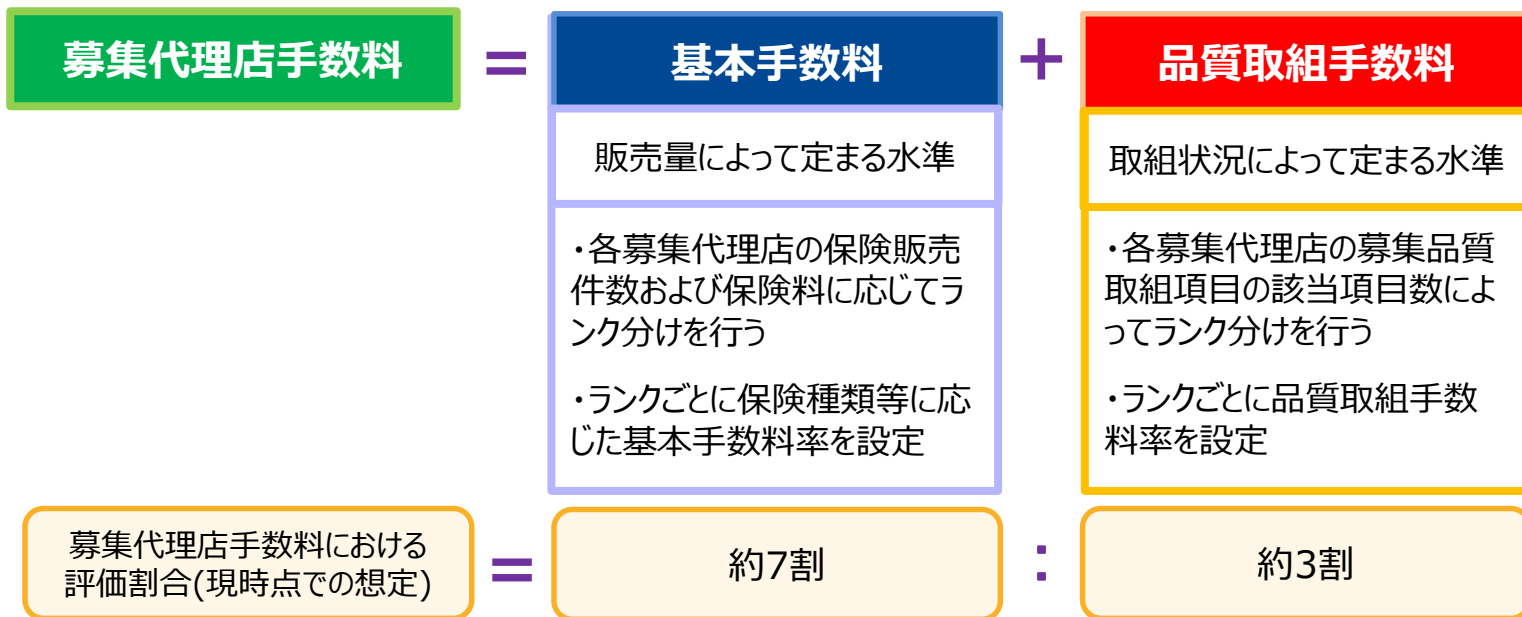 募集代理店手数料
=
基本手数料
+
品質取組手数料
販売量によって定まる水準
取組状況によって定まる水準
・各募集代理店の保険販売
件数および保険料に応じてラ
ンク分けを行う
・ランクごとに保険種類等に応
じた基本手数料率を設定
・各募集代理店の募集品質
取組項目の該当項目数によ
ってランク分けを行う
・ランクごとに品質取組手数
料率を設定
募集代理店手数料における
評価割合(現時点での想定)
=
約7割
:
約3割